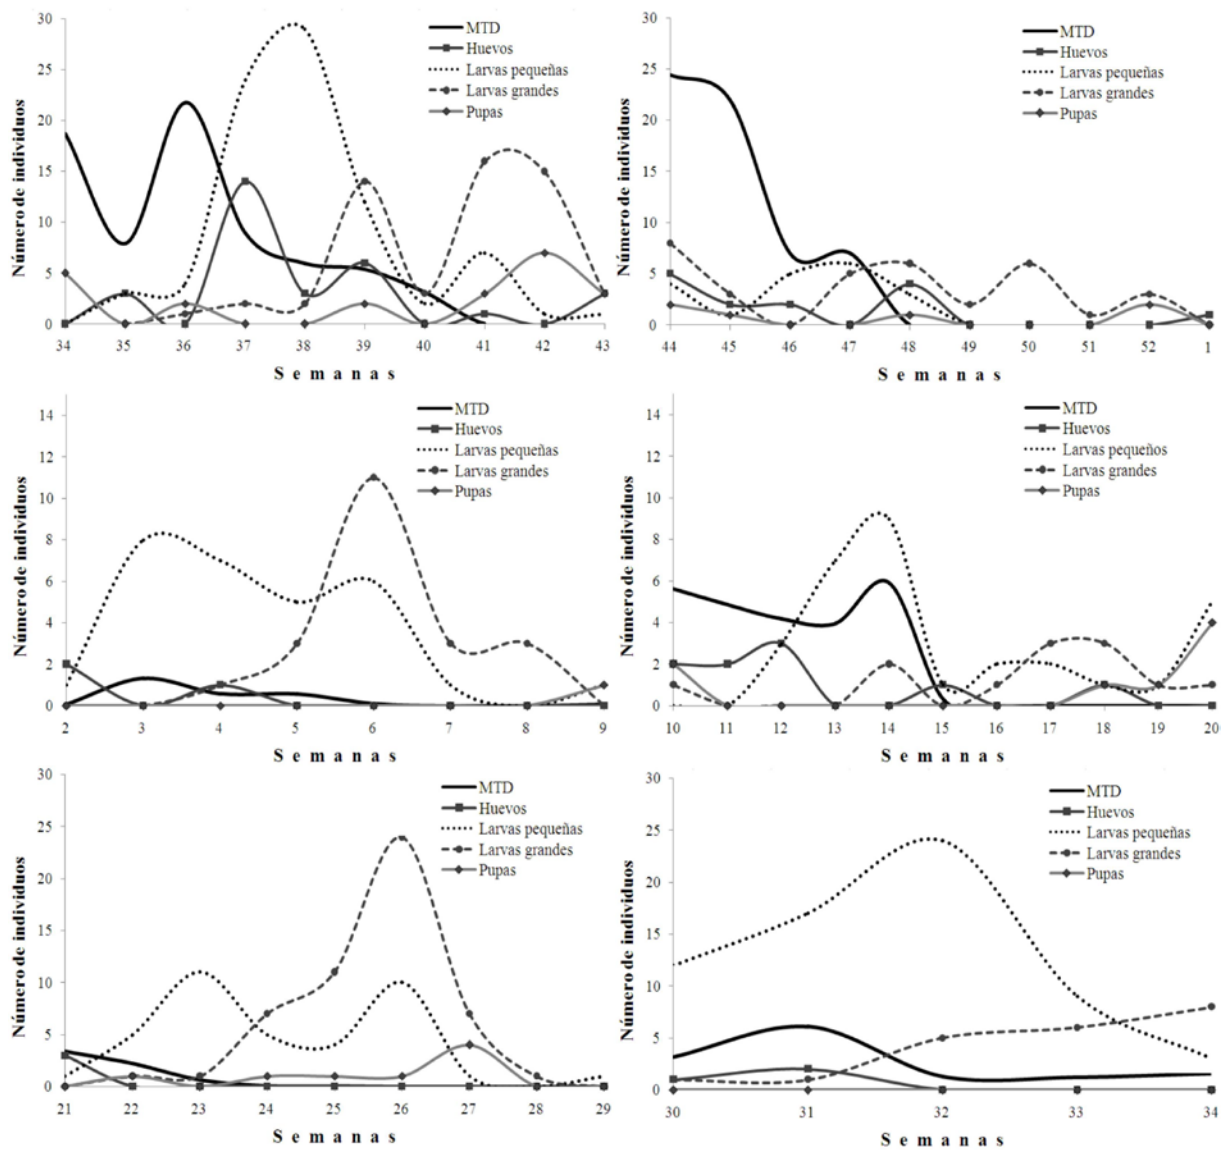 30
25
20
15
10
5
0
34 35 36 37 38 39 40 41 42 43
Número de individuos
Semanas
MTD
Huevos
Larvas pequeñas
Larvas grandes
Pupas
30
25
20
15
10
5
0
44 45 46 47 48 49 50 51 52 1
Número de individuos
Semanas
MTD
Huevos
Larvas pequeñas
Larvas grandes
Pupas
14
12
10
8
6
4
2
0
2 3 4 5 6 7 8 9
Número de individuos
Semanas
MTD
Huevos
Larvas pequeñas
Larvas grandes
Pupas
14
12
10
8
6
4
2
0
10 11 12 13 14 15 16 17 18 19 20
Número de individuos
Semanas
MTD
Huevos
Larvas pequeños
Larvas grandes
Pupas
30
25
20
15
10
5
0
21 22 23 24 25 26 27 28 29
Número de individuos
Semanas
MTD
Huevos
Larvas pequeñas
Larvas grandes
Pupas
30
25
20
15
10
5
0
30 31 32 33 34
Número de individuos
Semanas
MTD
Huevos
Larvas pequeñas
Larvas grandes
Pupas